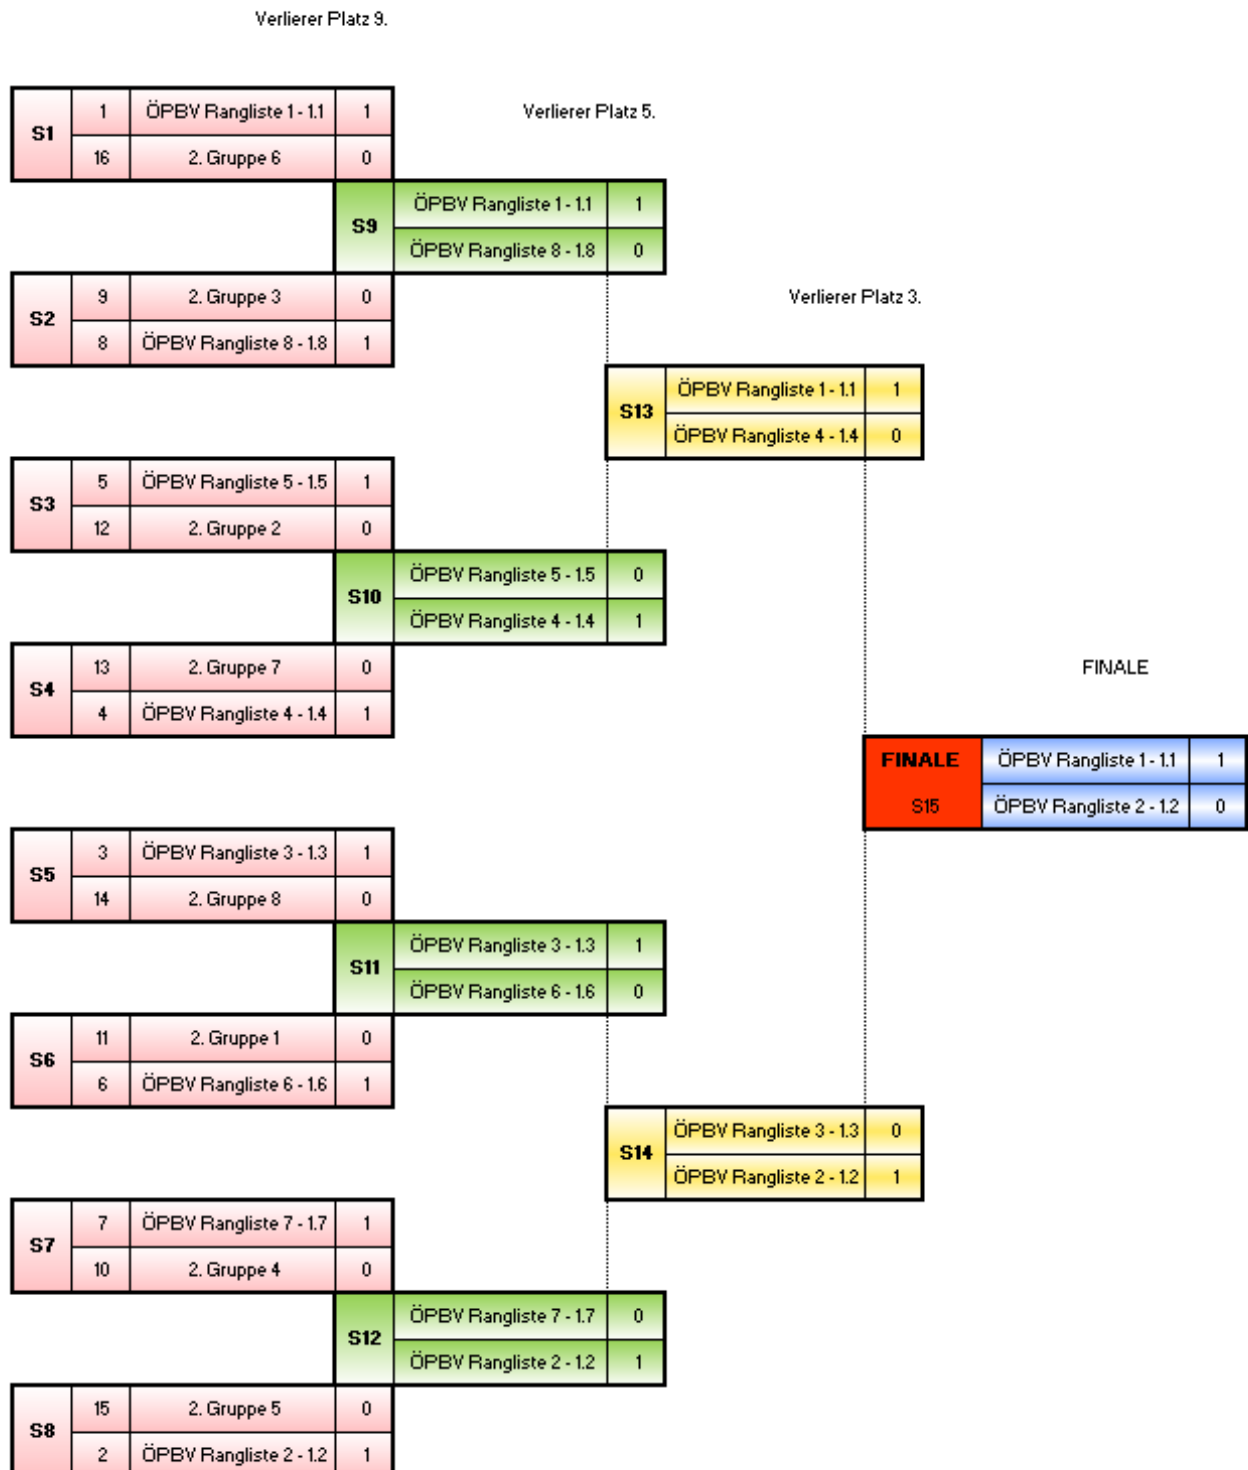 Verlierer Platz 9.
S1
1 ÖPBV Rangliste 1 - 1.1 1
16 2. Gruppe 6 0
Verlierer Platz 5.
S9
ÖPBV Rangliste 1 - 1.1 1
ÖPBV Rangliste 8 - 1.8 0
S2
9 2. Gruppe 3 0
8 ÖPBV Rangliste 8 - 1.8 1
Verlierer Platz 3.
S13
ÖPBV Rangliste 1 - 1.1 1
ÖPBV Rangliste 4 - 1.4 0
S3
5 ÖPBV Rangliste 5 - 1.5 1
12 2. Gruppe 2 0
S10
ÖPBV Rangliste 5 - 1.5 0
ÖPBV Rangliste 4 - 1.4 1
S4
13 2. Gruppe 7 0
4 ÖPBV Rangliste 4 - 1.4 1
FINALE
FINALE ÖPBV Rangliste 1 - 1.1 1
S15 ÖPBV Rangliste 2 - 1.2 0
S5
3 ÖPBV Rangliste 3 - 1.3 1
14 2. Gruppe 8 0
S11
ÖPBV Rangliste 3 - 1.3 1
ÖPBV Rangliste 6 - 1.6 0
S6
11 2. Gruppe 1 0
6 ÖPBV Rangliste 6 - 1.6 1
S14
ÖPBV Rangliste 3 - 1.3 0
ÖPBV Rangliste 2 - 1.2 1
S7
7 ÖPBV Rangliste 7 - 1.7 1
10 2. Gruppe 4 0
S12
ÖPBV Rangliste 7 - 1.7 0
ÖPBV Rangliste 2 - 1.2 1
S8
15 2. Gruppe 5 0
2 ÖPBV Rangliste 2 - 1.2 1